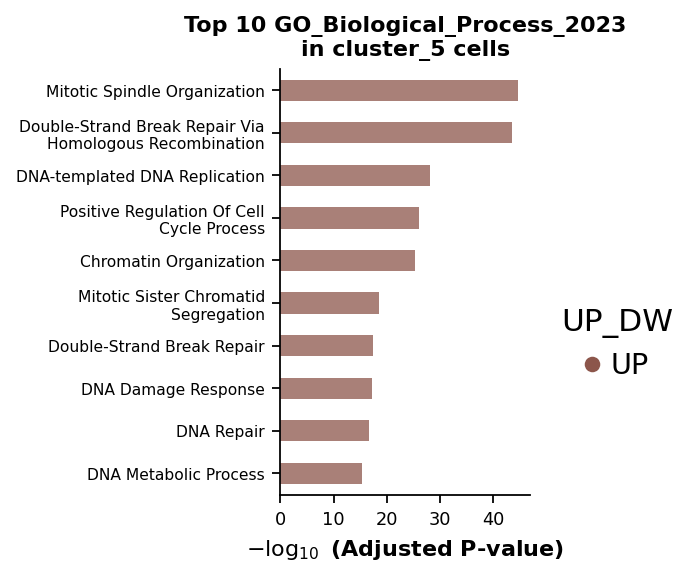 Top 10 GO_Biological_Process_2023
in cluster_5 cells
Mitotic Spindle Organization
Double-Strand Break Repair Via
Homologous Recombination
DNA-templated DNA Replication
Positive Regulation Of Cell
Cycle Process
Chromatin Organization
Mitotic Sister Chromatid
Segregation
Double-Strand Break Repair
DNA Damage Response
DNA Repair
DNA Metabolic Process
0 10 20 30 40
−log₁₀ (Adjusted P-value)
UP_DW
UP